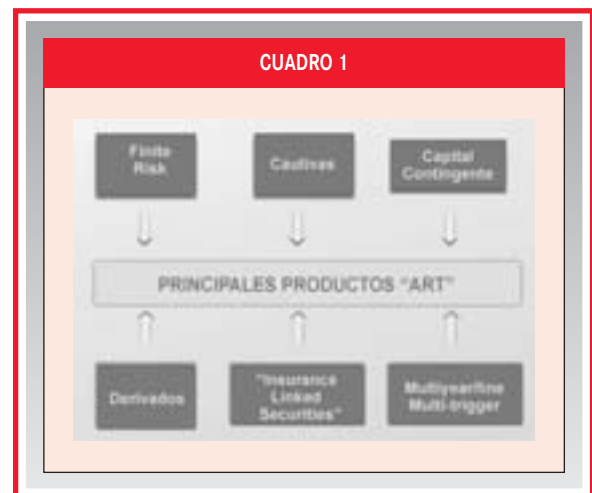 CUADRO 1
Finite
Risk
Cautivas
Capital
Contingente
PRINCIPALES PRODUCTOS "ART"
Derivados
"Insurance
Linked
Securities"
Multiyear/line
Multi-trigger